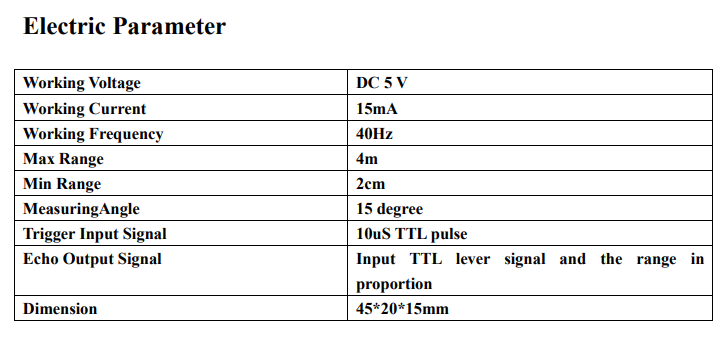 Electric Parameter
Working Voltage DC 5 V
Working Current 15mA
Working Frequency 40Hz
Max Range 4m
Min Range 2cm
MeasuringAngle 15 degree
Trigger Input Signal 10uS TTL pulse
Echo Output Signal Input TTL lever signal and the range in
proportion
Dimension 45*20*15mm